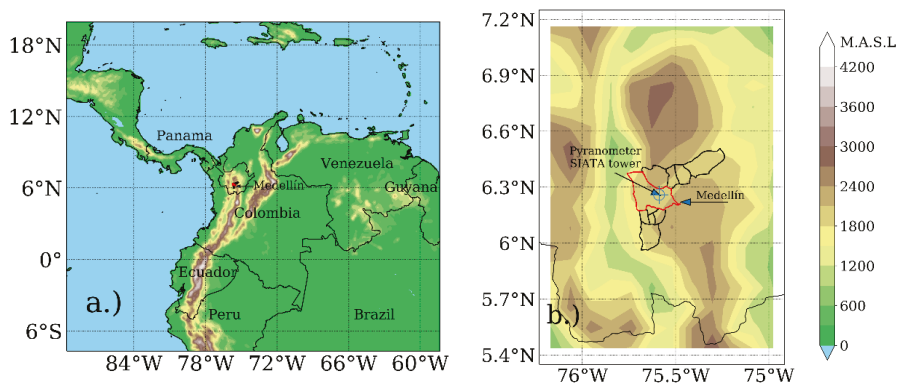 18°N
12°N
6°N
0°
6°S
84°W
78°W
72°W
66°W
60°W
Panama
Venezuela
Guyana
Medellín
Colombia
Ecuador
Peru
Brazil
a.)
7.2°N
6.9°N
6.6°N
6.3°N
6°N
5.7°N
5.4°N
76°W
75.5°W
75°W
Pyranometer
SIATA tower
Medellín
b.)
M.A.S.L
4200
3600
3000
2400
1800
1200
600
0